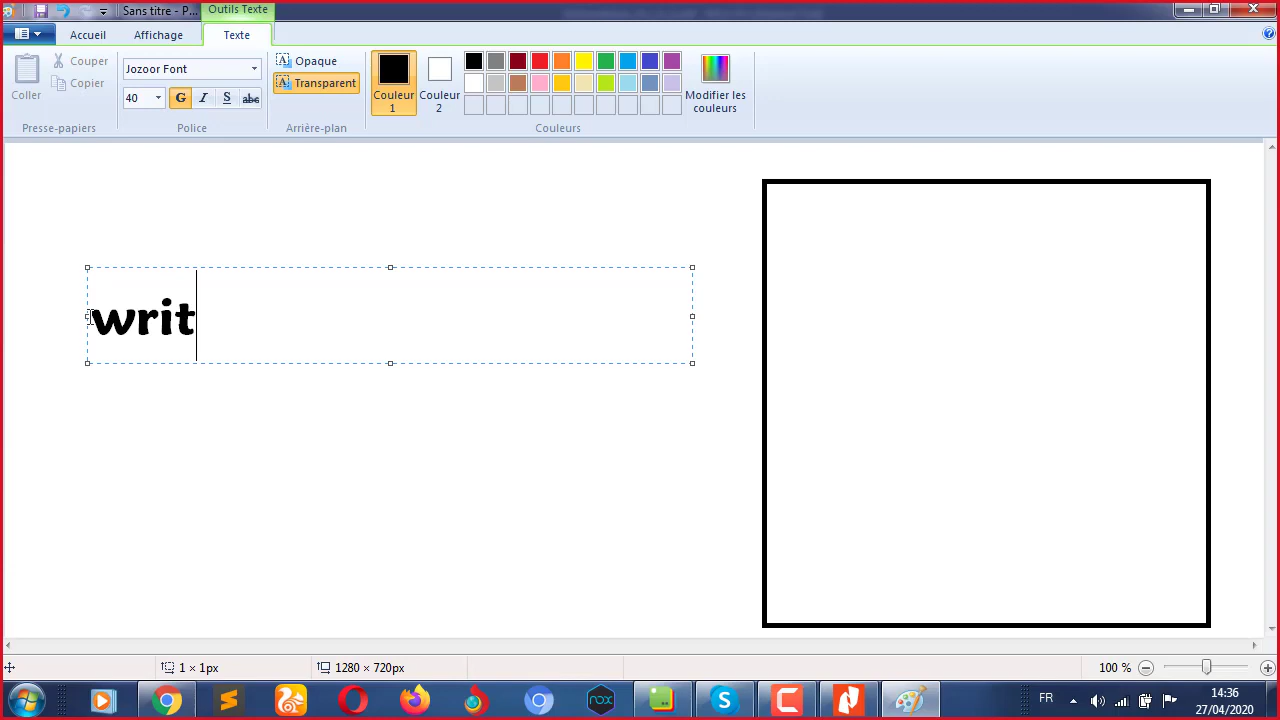 Sans titre - P...
Outils Texte
Accueil
Affichage
Texte
Coller
Couper
Copier
Presse-papiers
Jozoor Font
40
G
I
S
abc
Police
Opaque
Transparent
Arrière-plan
Couleur 1
Couleur 2
Modifier les couleurs
Couleurs
writ
1 × 1px
1280 × 720px
100 %
nox
FR
14:36
27/04/2020